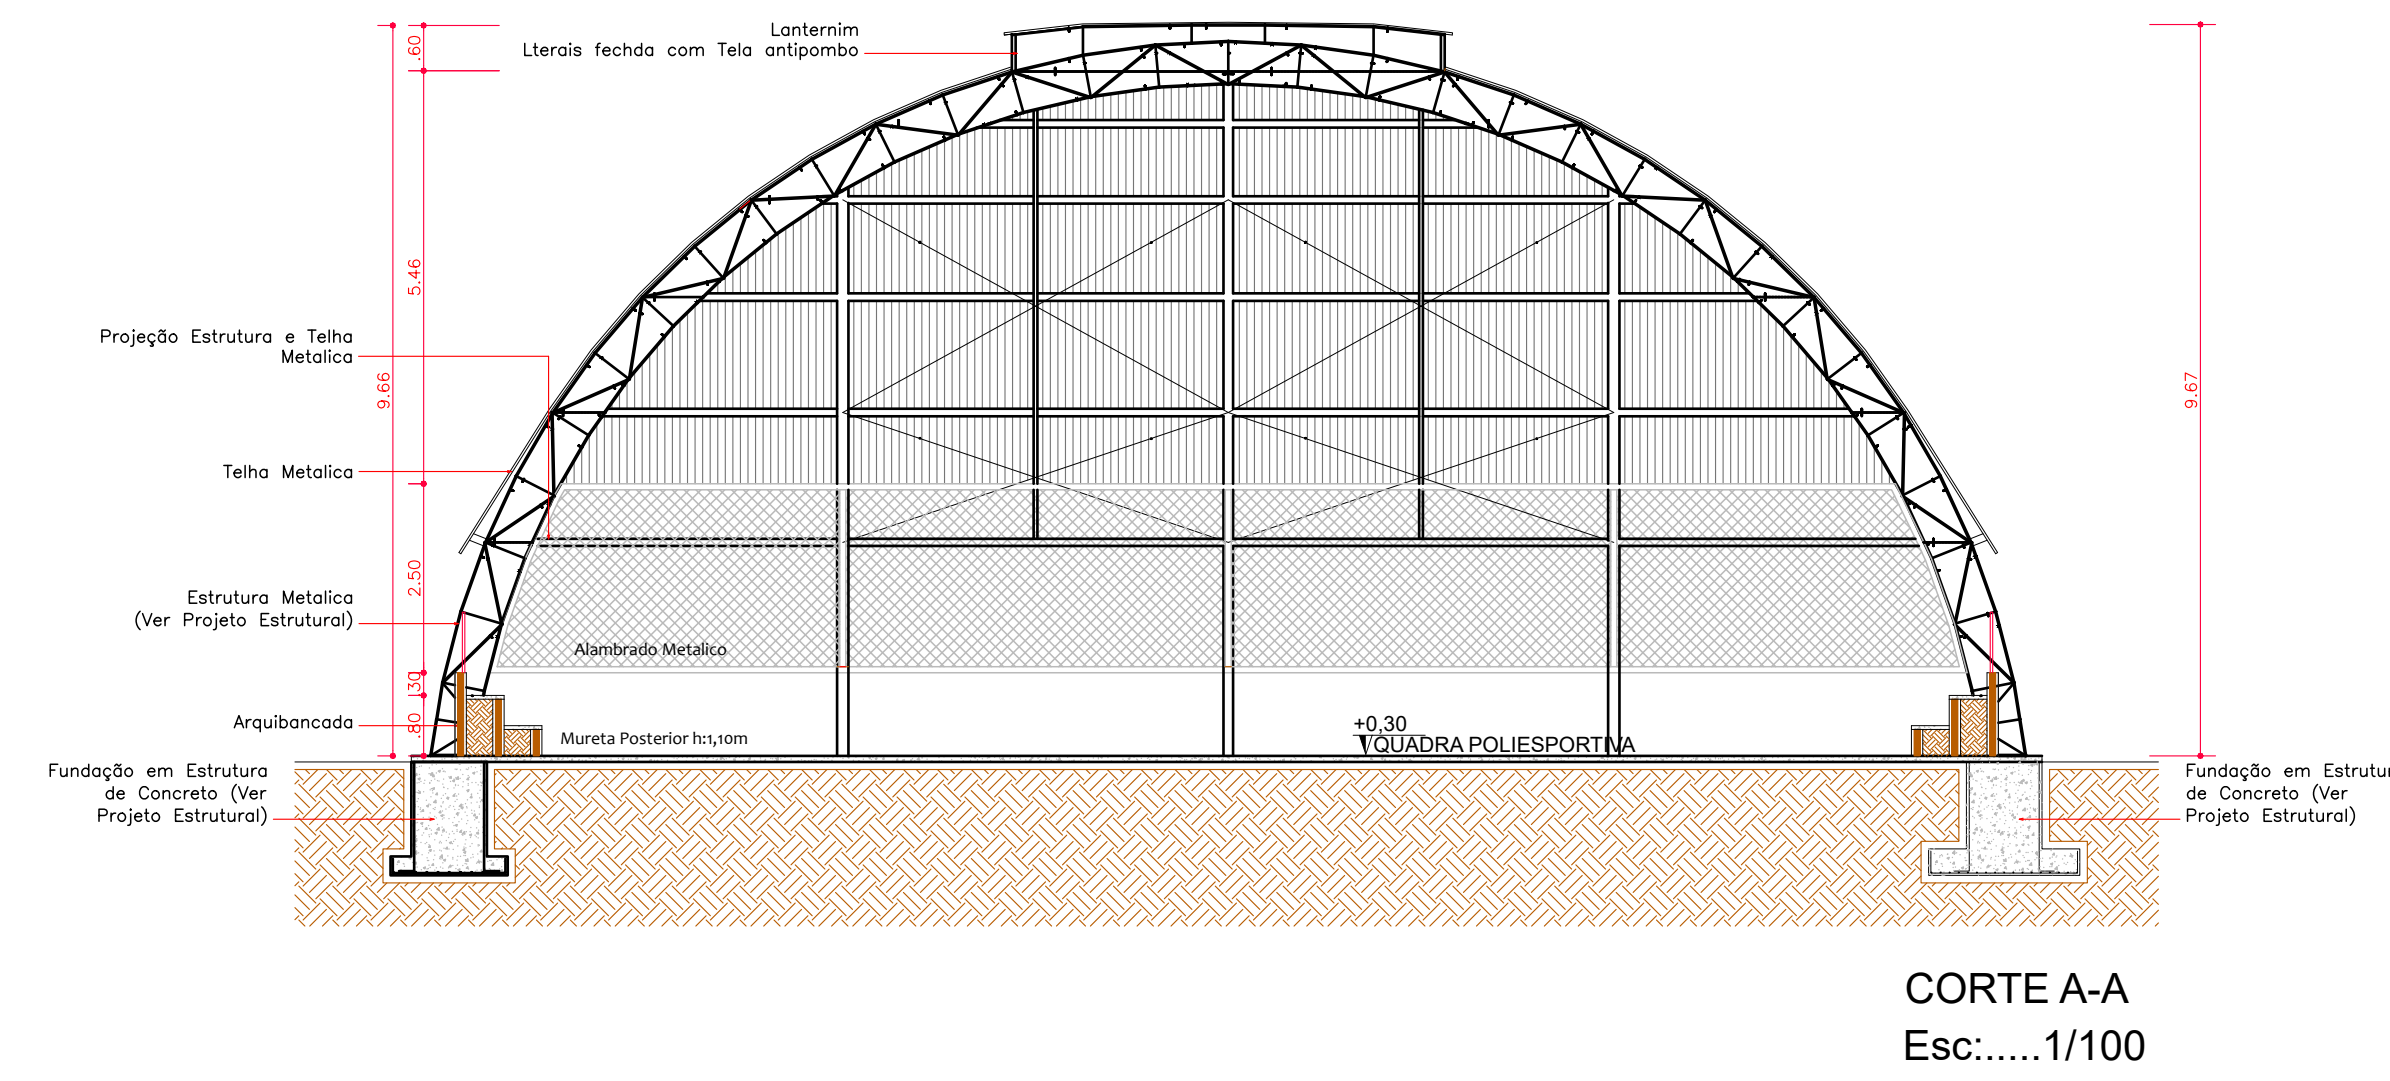 Lanternim
Lterais fechda com Tela antipombo
.60
5.46
9.66
9.67
Projeção Estrutura e Telha
Metalica
Telha Metalica
2.50
Estrutura Metalica
(Ver Projeto Estrutural)
Alambrado Metalico
.30
.80
Arquibancada
Mureta Posterior h:1,10m
+0,30
QUADRA POLIESPORTIVA
Fundação em Estrutura
de Concreto (Ver
Projeto Estrutural)
Fundação em Estrutur
de Concreto (Ver
Projeto Estrutural)
CORTE A-A
Esc:.....1/100